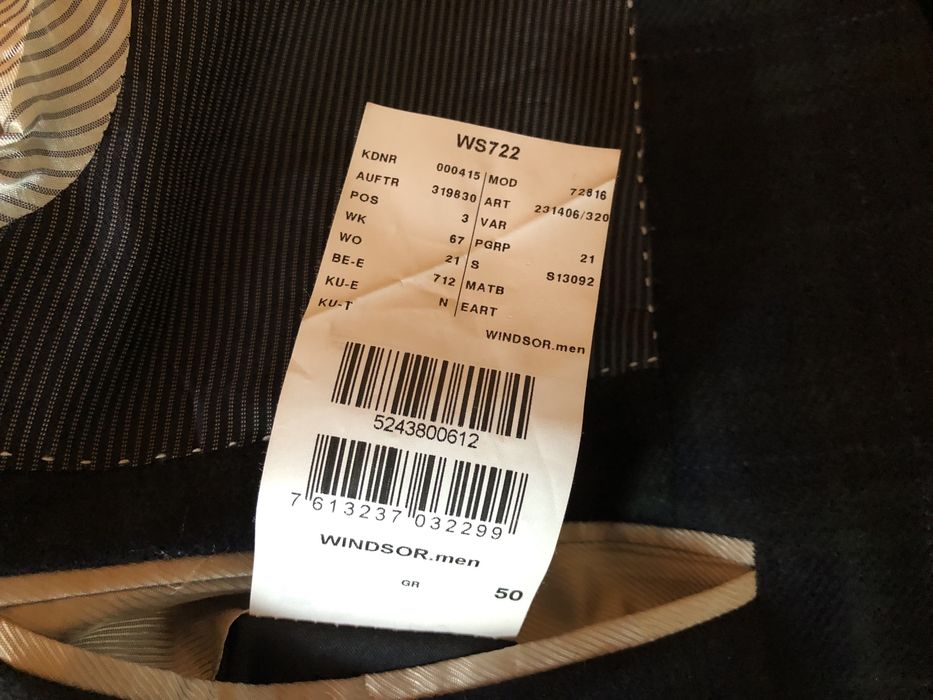 WS722
KDNR 000415 MOD 72816
AUFTR 319830 ART 231406/320
POS 3 VAR
WK 67 PGRP 21
WO 21 S S13092
BE-E 712 MATB
KU-E N EART
KU-T WINDSOR.men
5243800612
7 613237 032299
WINDSOR.men
GR 50